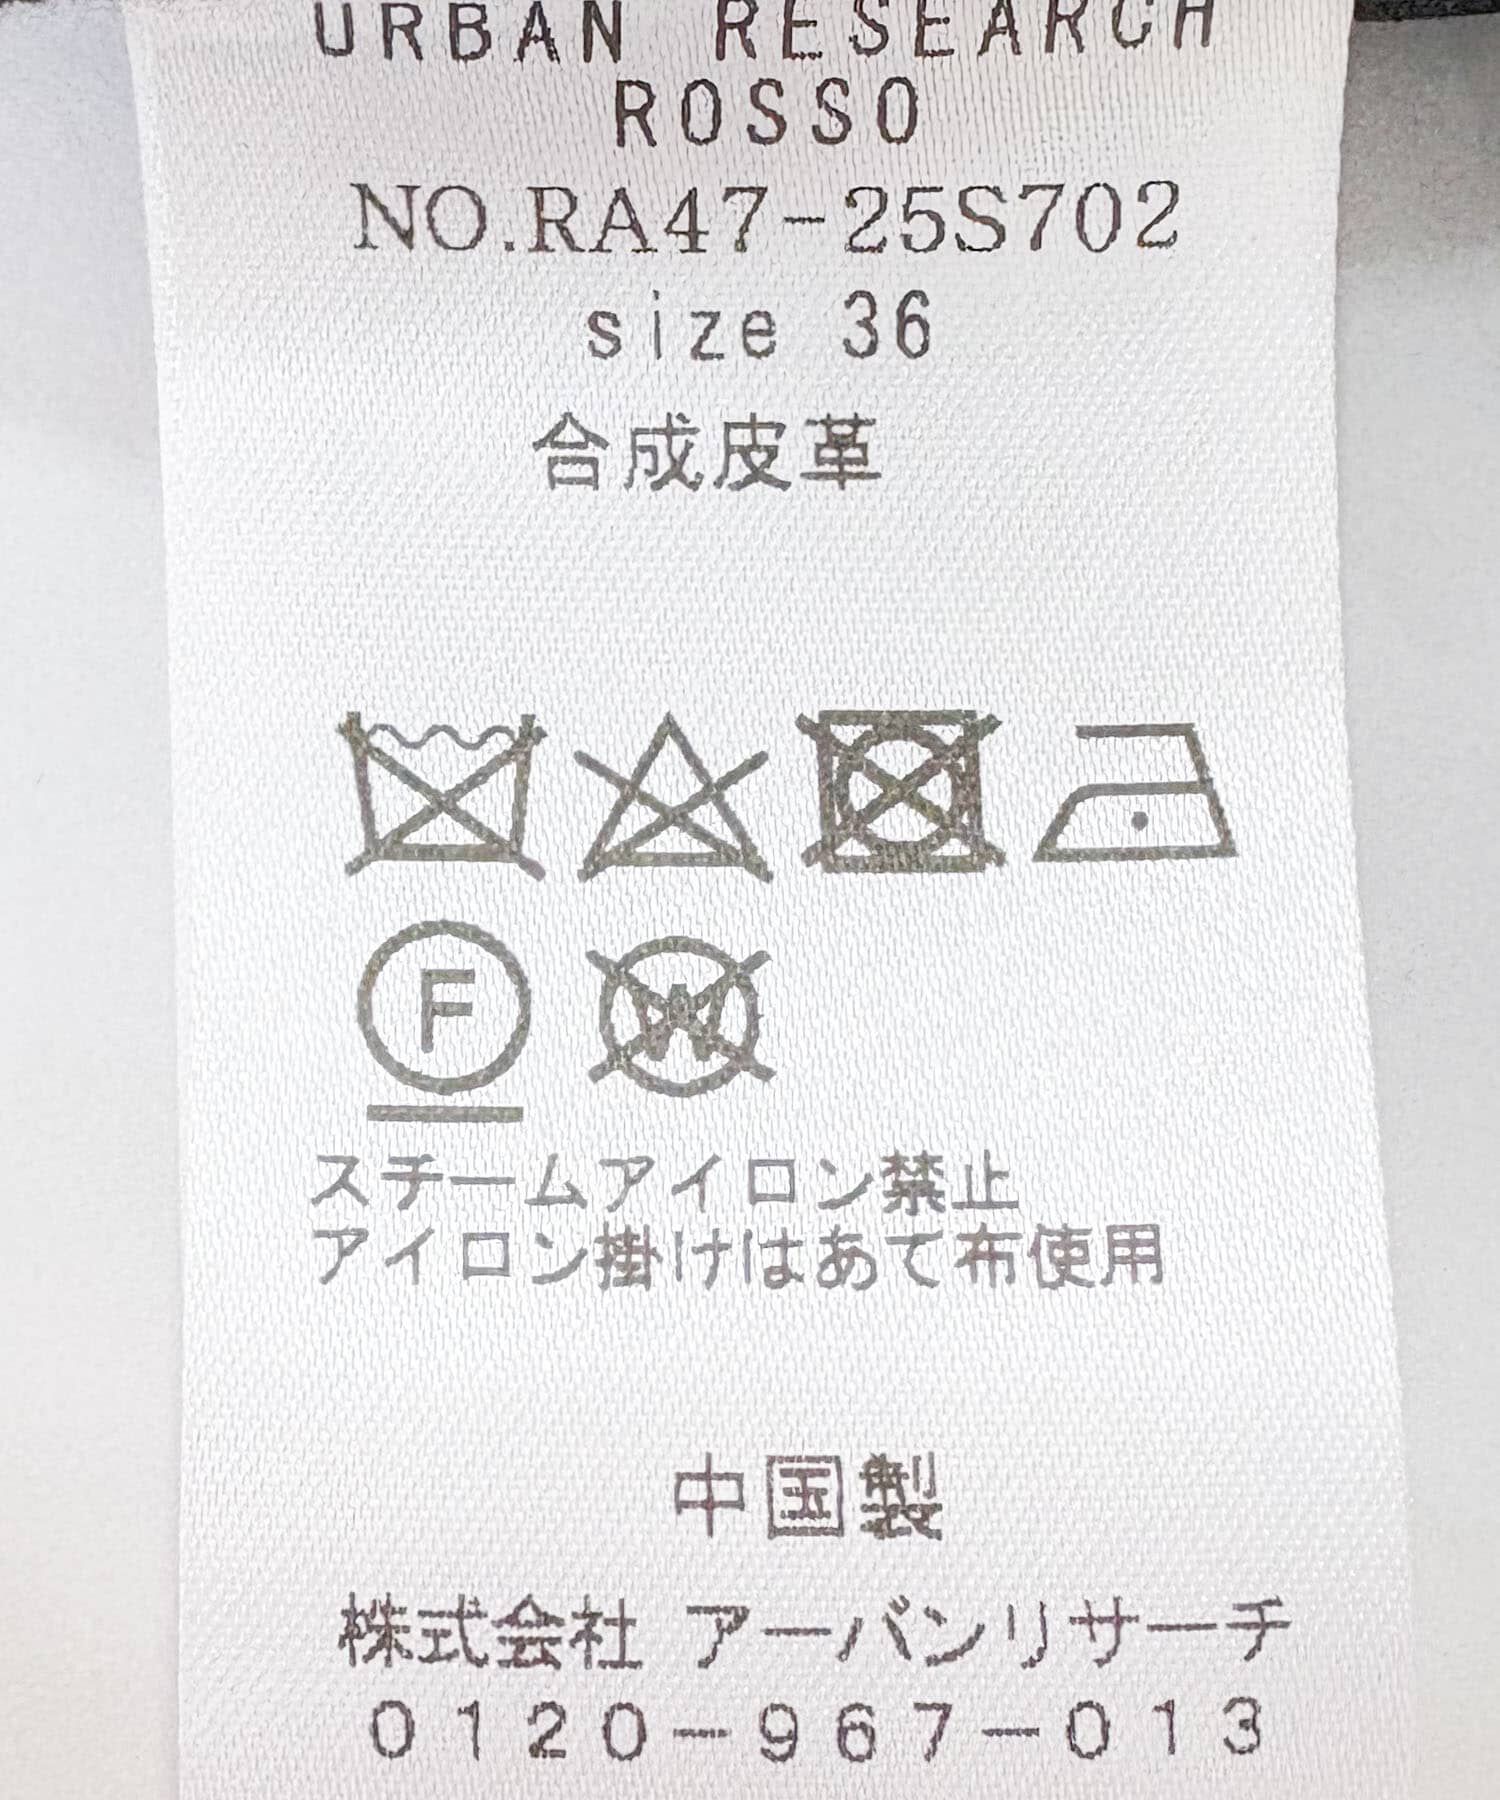 URBAN RESEARCH
ROSSO
NO.RA47-25S702
size 36
合成皮革
F
W
スチームアイロン禁止
アイロン掛けはあて布使用
中国製
株式会社 アーバンリサーチ
0120-967-013